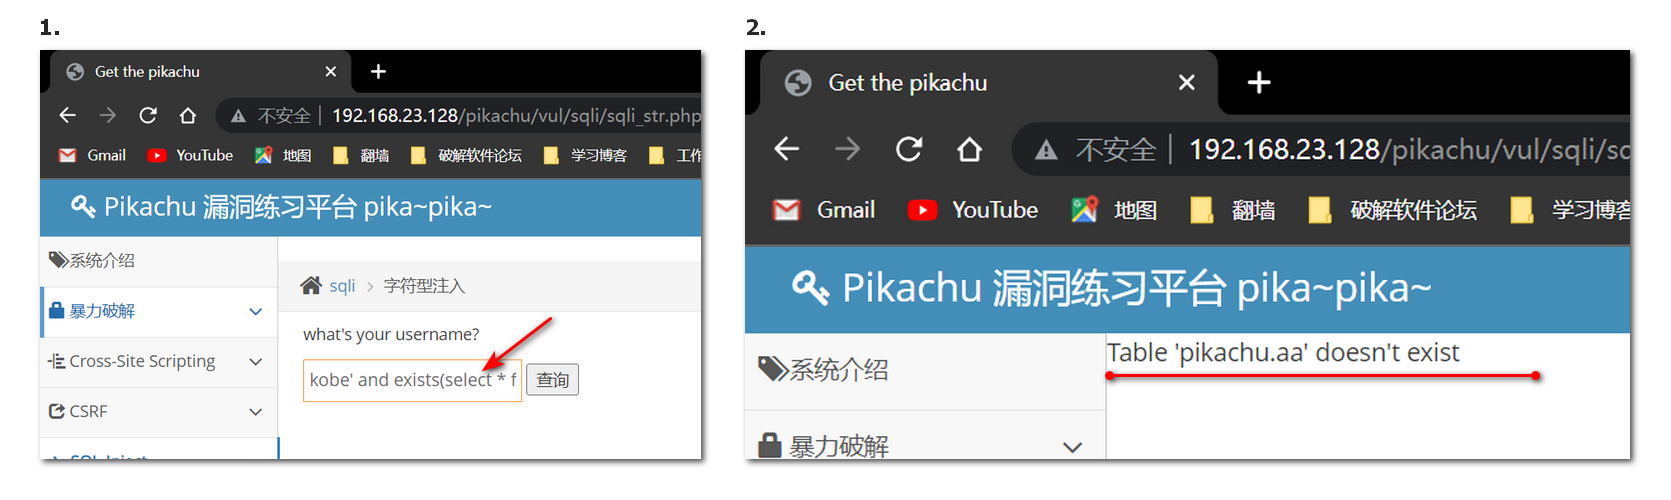 1.
Get the pikachu
不安全 192.168.23.128/pikachu/vul/sqli/sqli_str.php
Gmail YouTube 地图 翻墙 破解软件论坛 学习博客 工作
Pikachu 漏洞练习平台 pika~pika~
系统介绍
sqli > 字符型注入
暴力破解
what's your username?
Cross-Site Scripting
kobe' and exists(select * f 查询
CSRF
SQL-Inject
2.
Get the pikachu
不安全 192.168.23.128/pikachu/vul/sqli/sq
Gmail YouTube 地图 翻墙 破解软件论坛 学习博客
Pikachu 漏洞练习平台 pika~pika~
Table 'pikachu.aa' doesn't exist
系统介绍
暴力破解